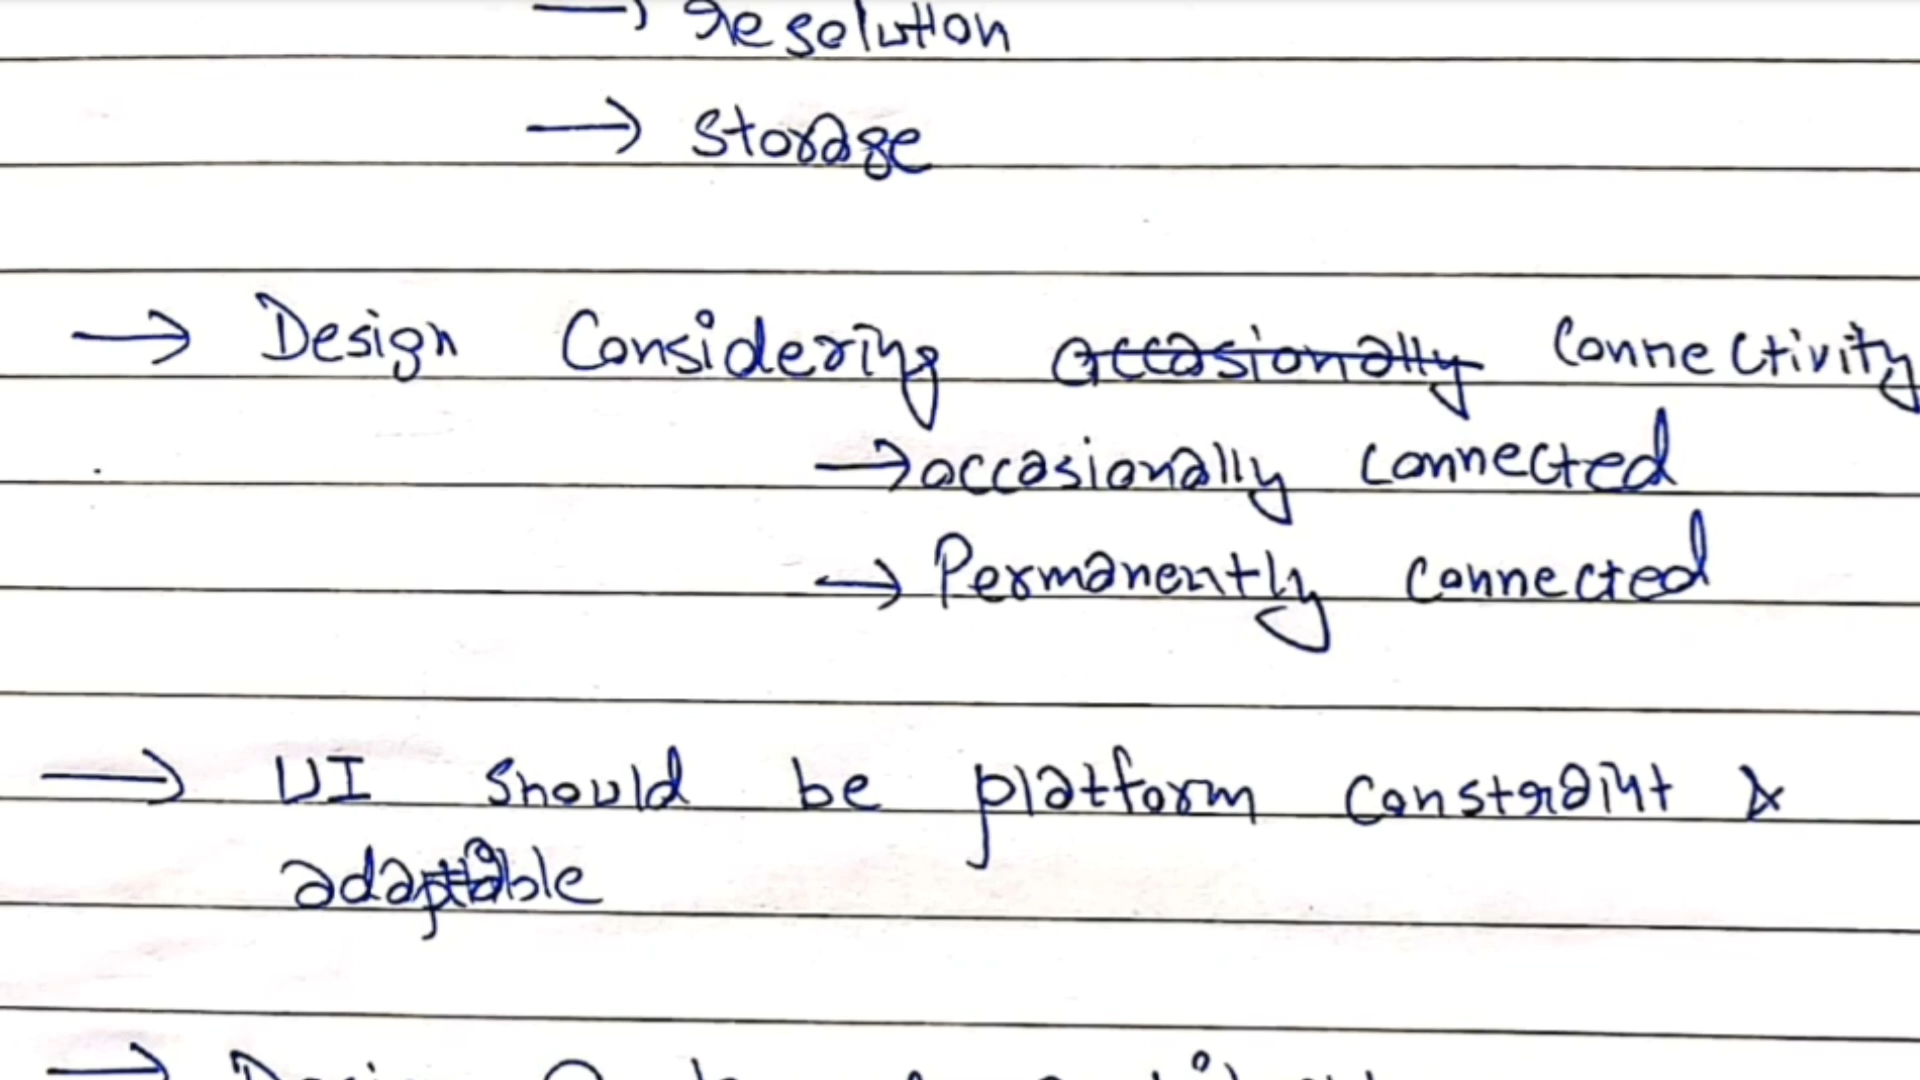 → resolution
→ storage
→ Design Considering occasionally Connectivity
→ occasionally connected
→ Permanently connected
→ UI should be platform constraint &
adaptable
→